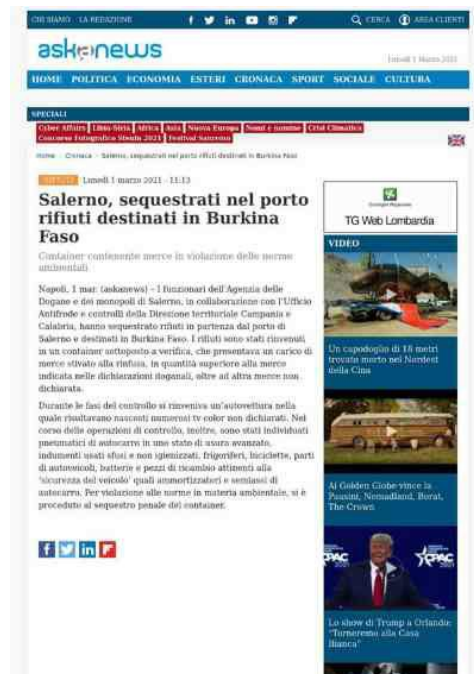 CHI SIAMO LA REDAZIONE
CERCA AREA CLIENTI
askanews
Lunedì 1 Marzo 2021
HOME POLITICA ECONOMIA ESTERI CRONACA SPORT SOCIALE CULTURA
SPECIALI
Cyber Affairs Libia-Siria Africa Asia Nuova Europa Nomi e nomine Crisi Climatica
Concorso Fotografico Stenin 2021 Festival Sanremo
Home Cronaca Salerno, sequestrati nel porto rifiuti destinati in Burkina Faso
Lunedì 1 marzo 2021 - 11:13
Salerno, sequestrati nel porto
rifiuti destinati in Burkina
Faso
Container contenente merce in violazione delle norme
ambientali
Napoli, 1 mar. (askanews) – I funzionari dell'Agenzia delle
Dogane e dei monopoli di Salerno, in collaborazione con l'Ufficio
Antifrode e controlli della Direzione territoriale Campania e
Calabria, hanno sequestrato rifiuti in partenza dal porto di
Salerno e destinati in Burkina Faso. I rifiuti sono stati rinvenuti
in un container sottoposto a verifica, che presentava un carico di
merce stivato alla rinfusa, in quantità superiore alla merce
indicata nelle dichiarazioni doganali, oltre ad altra merce non
dichiarata.
Durante le fasi del controllo si rinveniva un'autovettura nella
quale risultavano nascosti numerosi tv color non dichiarati. Nel
corso delle operazioni di controllo, inoltre, sono stati individuati
pneumatici di autocarro in uno stato di usura avanzato,
indumenti usati sfusi e non igienizzati, frigoriferi, biciclette, parti
di autoveicoli, batterie e pezzi di ricambio attinenti alla
'sicurezza del veicolo' quali ammortizzatori e semiassi di
autocarro. Per violazione alle norme in materia ambientale, si è
proceduto al sequestro penale del container.
TG Web Lombardia
VIDEO
Un capodoglio di 18 metri
trovato morto nel Nordest
della Cina
Ai Golden Globe vince la
Pausini, Nomadland, Borat,
The Crown
CPAC
2021
Lo show di Trump a Orlando:
"Torneremo alla Casa
Bianca"